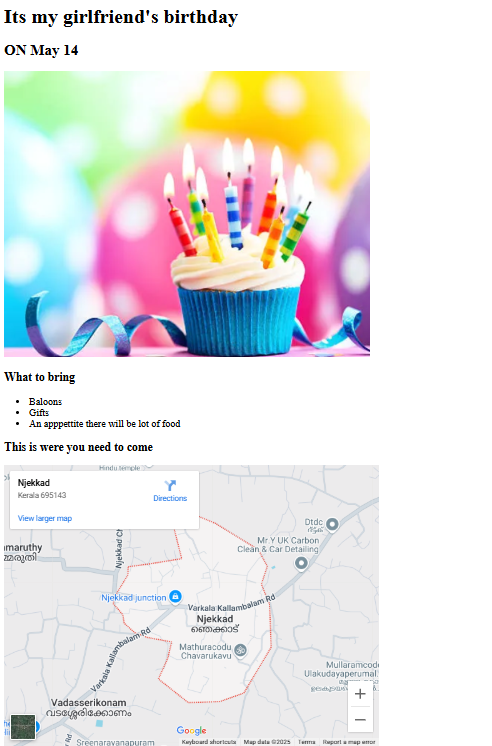 Its my girlfriend's birthday
ON May 14
What to bring
Baloons
Gifts
An apppettite there will be lot of food
This is were you need to come
Hindu temple
Njekkad
Kerala 695143
Directions
View larger map
Dtdc
Mr.Y UK Carbon
Clean & Car Detailing
Njekkad Ch
Njekkad junction
Varkala Kallambalam Rd
Njekkad
ഞെക്കാട്
Mathuracodu
Chavarukavu
Varkala Kallambalam Rd
Mullaramcode
Ulakudayaperumal
Vadasserikonam
വടശ്ശേരിക്കോണം
Google
Sreenarayanapuram
Keyboard shortcuts
Map data ©2025
Terms
Report a map error